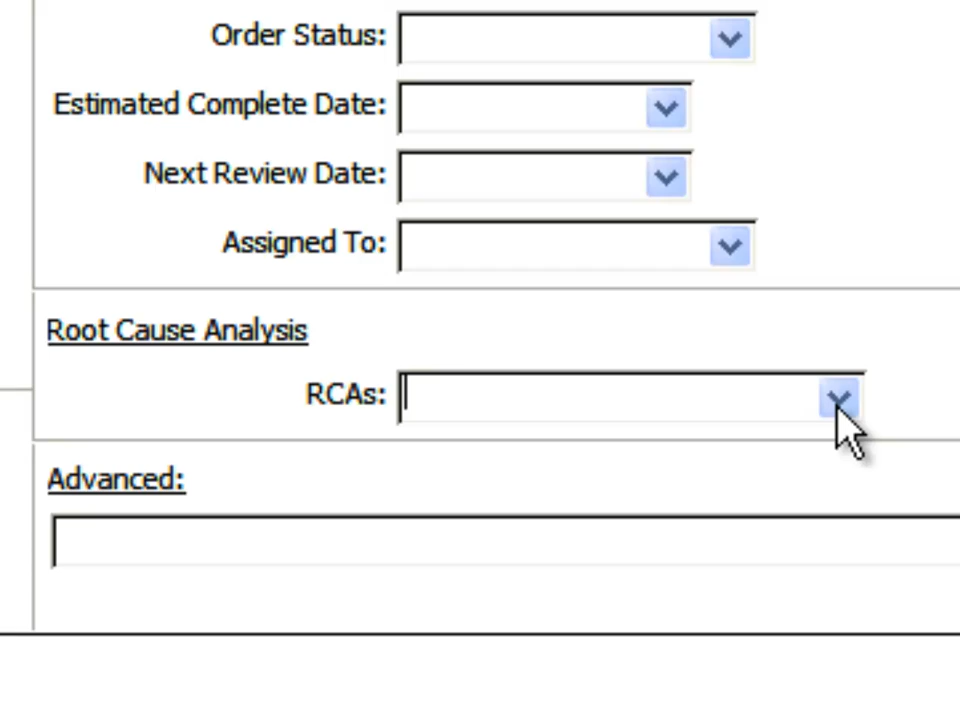 Order Status:
Estimated Complete Date:
Next Review Date:
Assigned To:
Root Cause Analysis
RCAs:
Advanced: